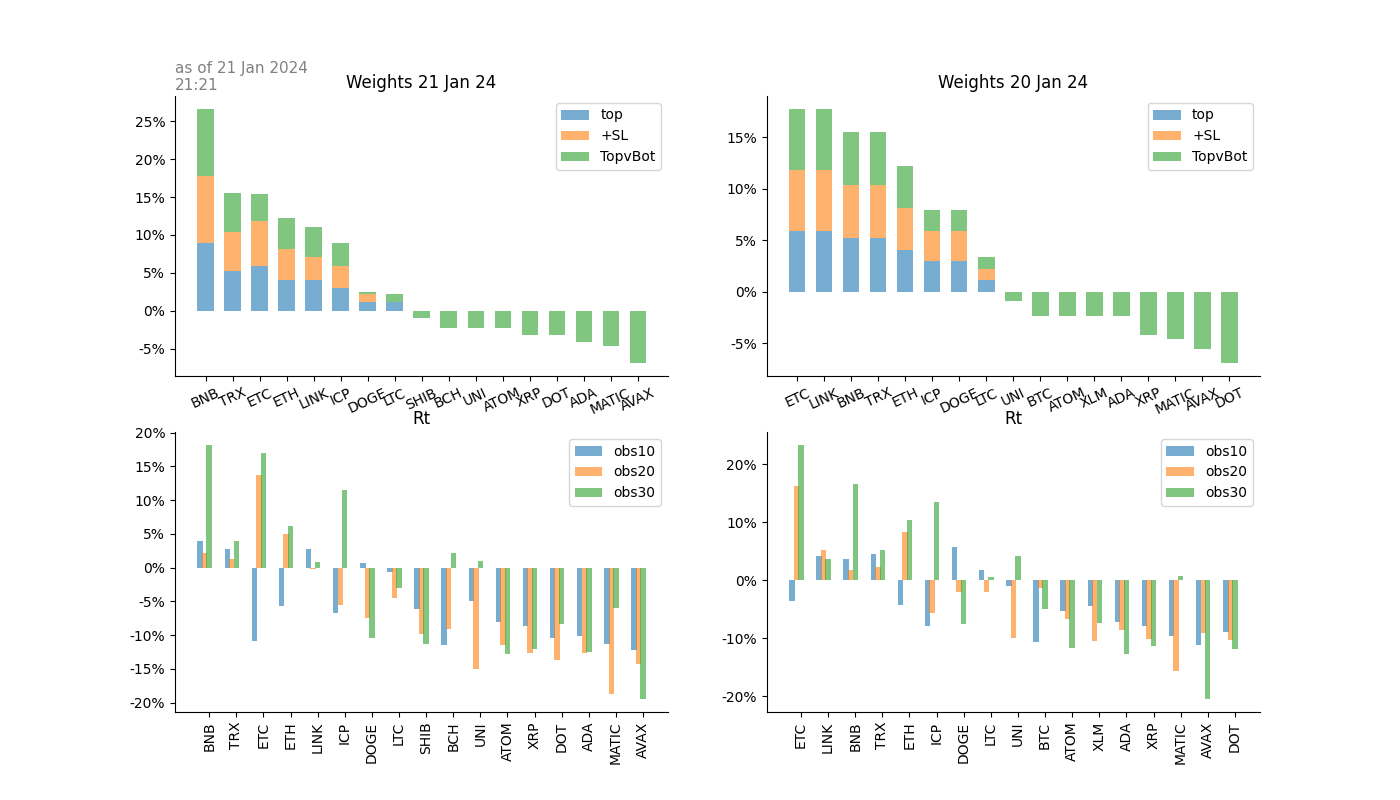 as of 21 Jan 2024
21:21
Weights 21 Jan 24
25%
20%
15%
10%
5%
0%
-5%
top
+SL
TopvBot
BNB TRX ETC ETH LINK ICP DOGE LTC SHIB BCH UNI ATOM XRP DOT ADA MATIC AVAX
Weights 20 Jan 24
15%
10%
5%
0%
-5%
top
+SL
TopvBot
ETC LINK BNB TRX ETH ICP DOGE LTC UNI BTC ATOM XLM ADA XRP MATIC AVAX DOT
Rt
20%
15%
10%
5%
0%
-5%
-10%
-15%
-20%
obs10
obs20
obs30
BNB TRX ETC ETH LINK ICP DOGE LTC SHIB BCH UNI ATOM XRP DOT ADA MATIC AVAX
Rt
20%
10%
0%
-10%
-20%
obs10
obs20
obs30
ETC LINK BNB TRX ETH ICP DOGE LTC UNI BTC ATOM XLM ADA XRP MATIC AVAX DOT